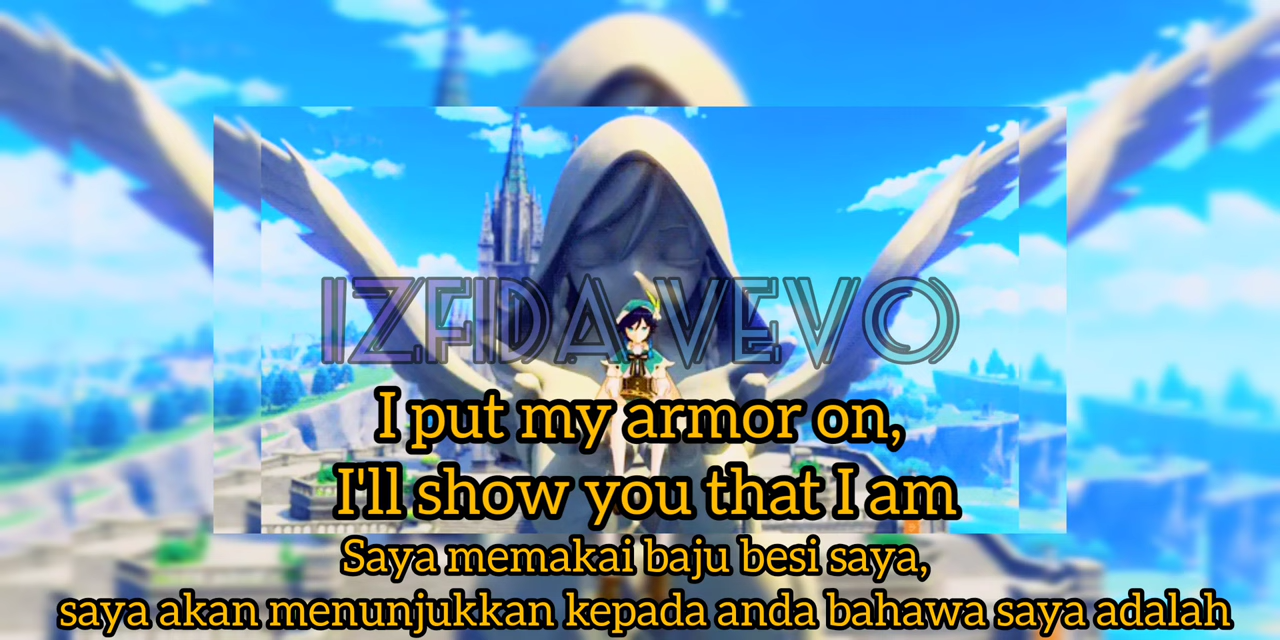 IZFIDA VEVO
I put my armor on,
I'll show you that I am
Saya memakai baju besi saya,
saya akan menunjukkan kepada anda bahawa saya adalah